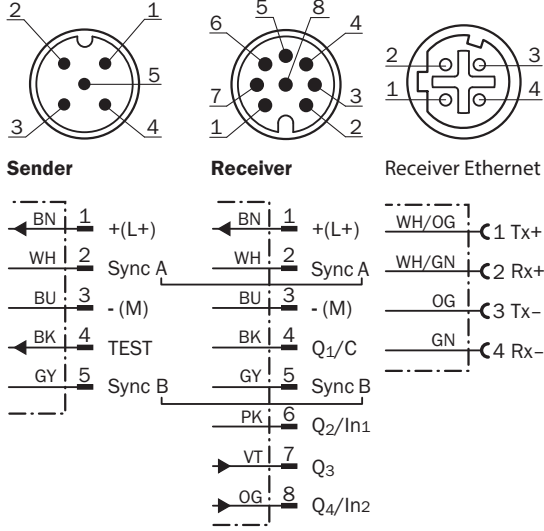 2 1
5
3 4
5 8
6 4
7 3
1 2
2 3
1 4
Sender
BN 1 +(L+)
WH 2 Sync A
BU 3 - (M)
BK 4 TEST
GY 5 Sync B
Receiver
BN 1 +(L+)
WH 2 Sync A
BU 3 - (M)
BK 4 Q1/C
GY 5 Sync B
PK 6 Q2/In1
VT 7 Q3
OG 8 Q4/In2
Receiver Ethernet
WH/OG 1 Tx+
WH/GN 2 Rx+
OG 3 Tx–
GN 4 Rx–